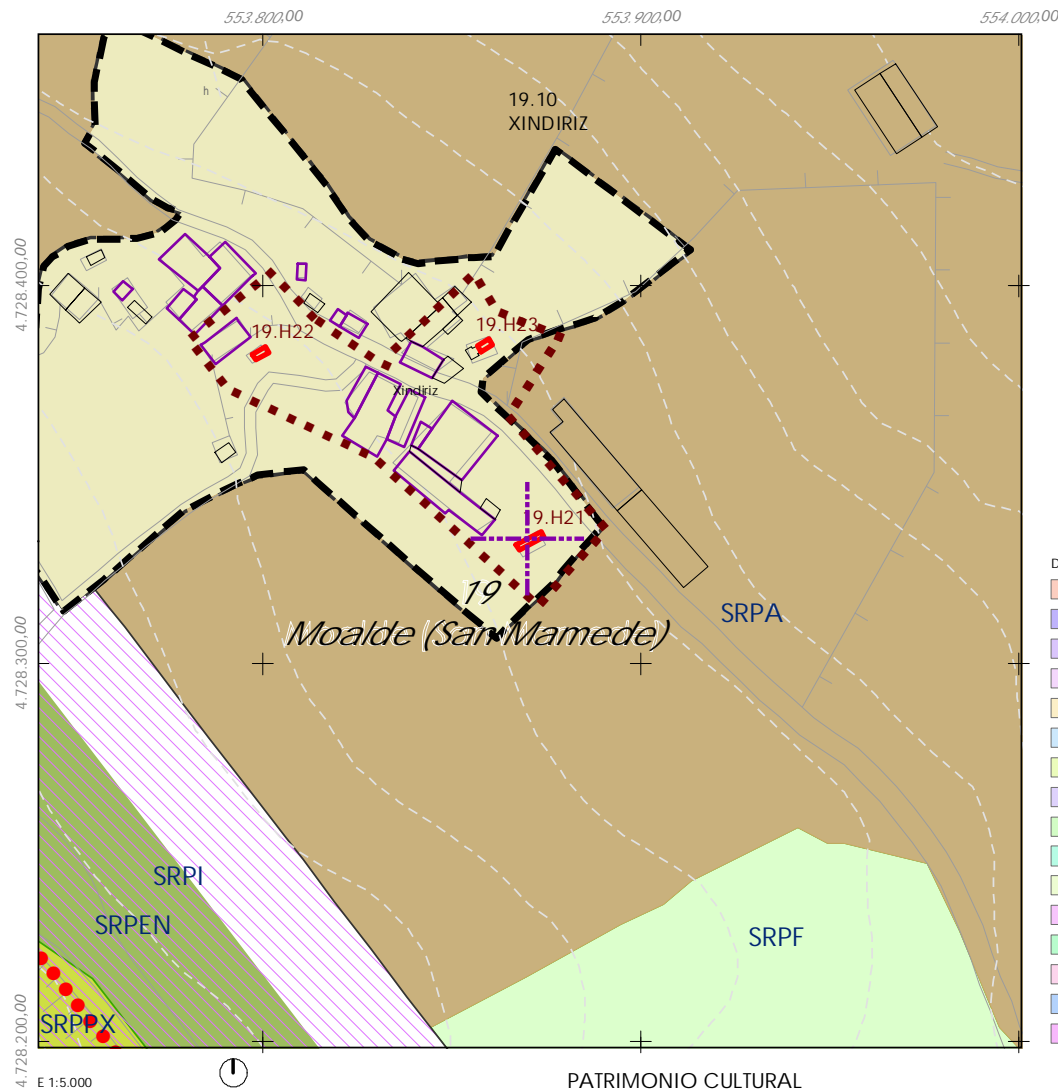 553.800,00
553.900,00
554.000,00
h
19.10
XINDIRIZ
4.728.400,00
19.H22
19.H23
Xindiriz
19.H21
19
Moalde (San Mamede)
SRPA
4.728.300,00
D
SRPI
SRPEN
SRPF
SRPPX
4.728.200,00
E 1:5.000
PATRIMONIO CULTURAL